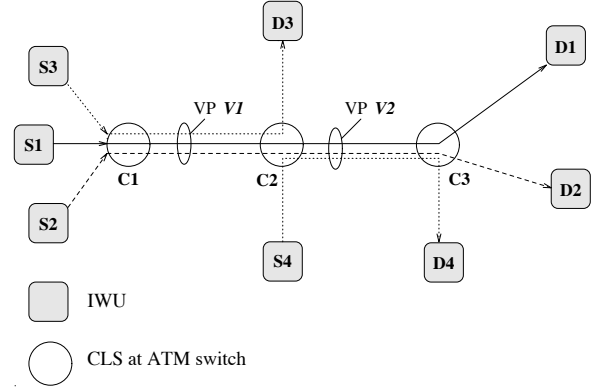 D3
D1
S3
VP V1
VP V2
S1
C1
C2
C3
D2
S2
S4
D4
IWU
CLS at ATM switch